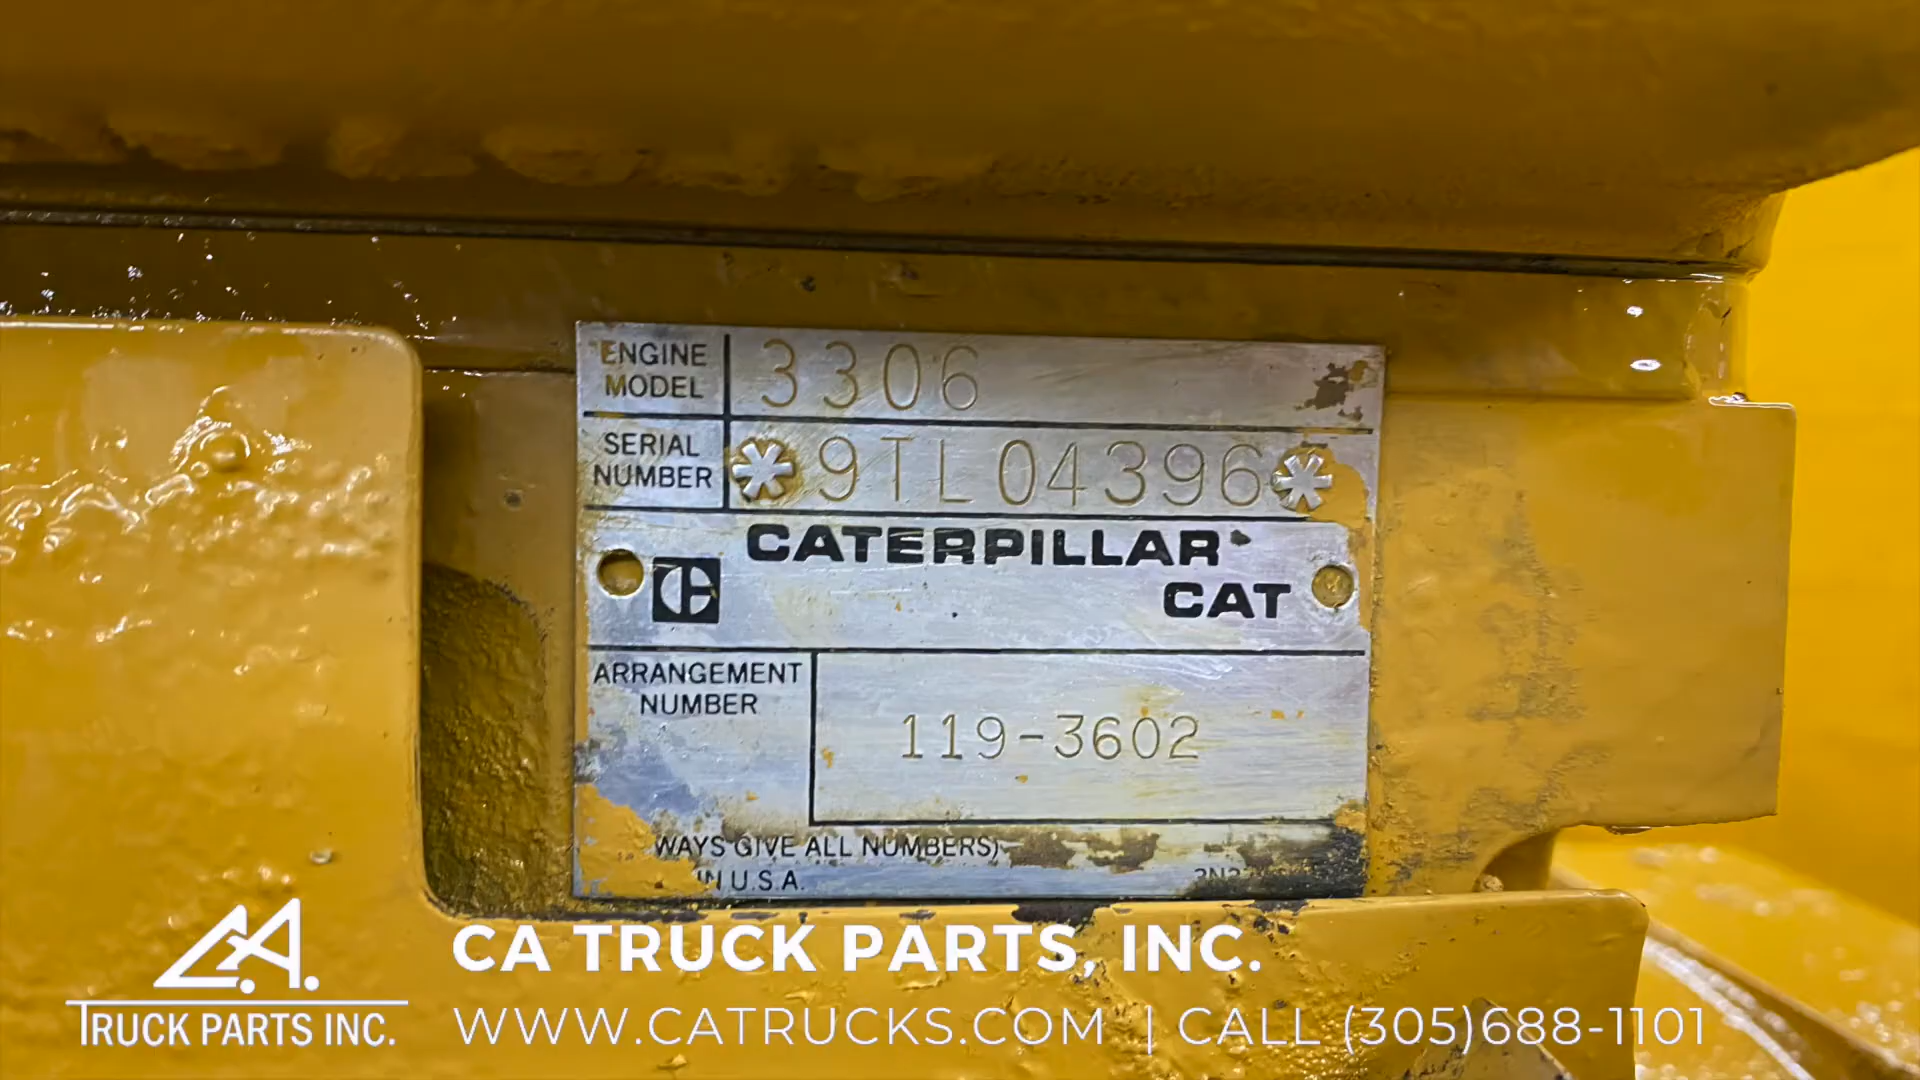 ENGINE MODEL 3306
SERIAL NUMBER *9TL04396*
CATERPILLAR
CAT
ARRANGEMENT NUMBER 119-3602
WAYS GIVE ALL NUMBERS)
IN U.S.A.
C.A.
TRUCK PARTS INC.
CA TRUCK PARTS, INC.
WWW.CATRUCKS.COM | CALL (305)688-1101